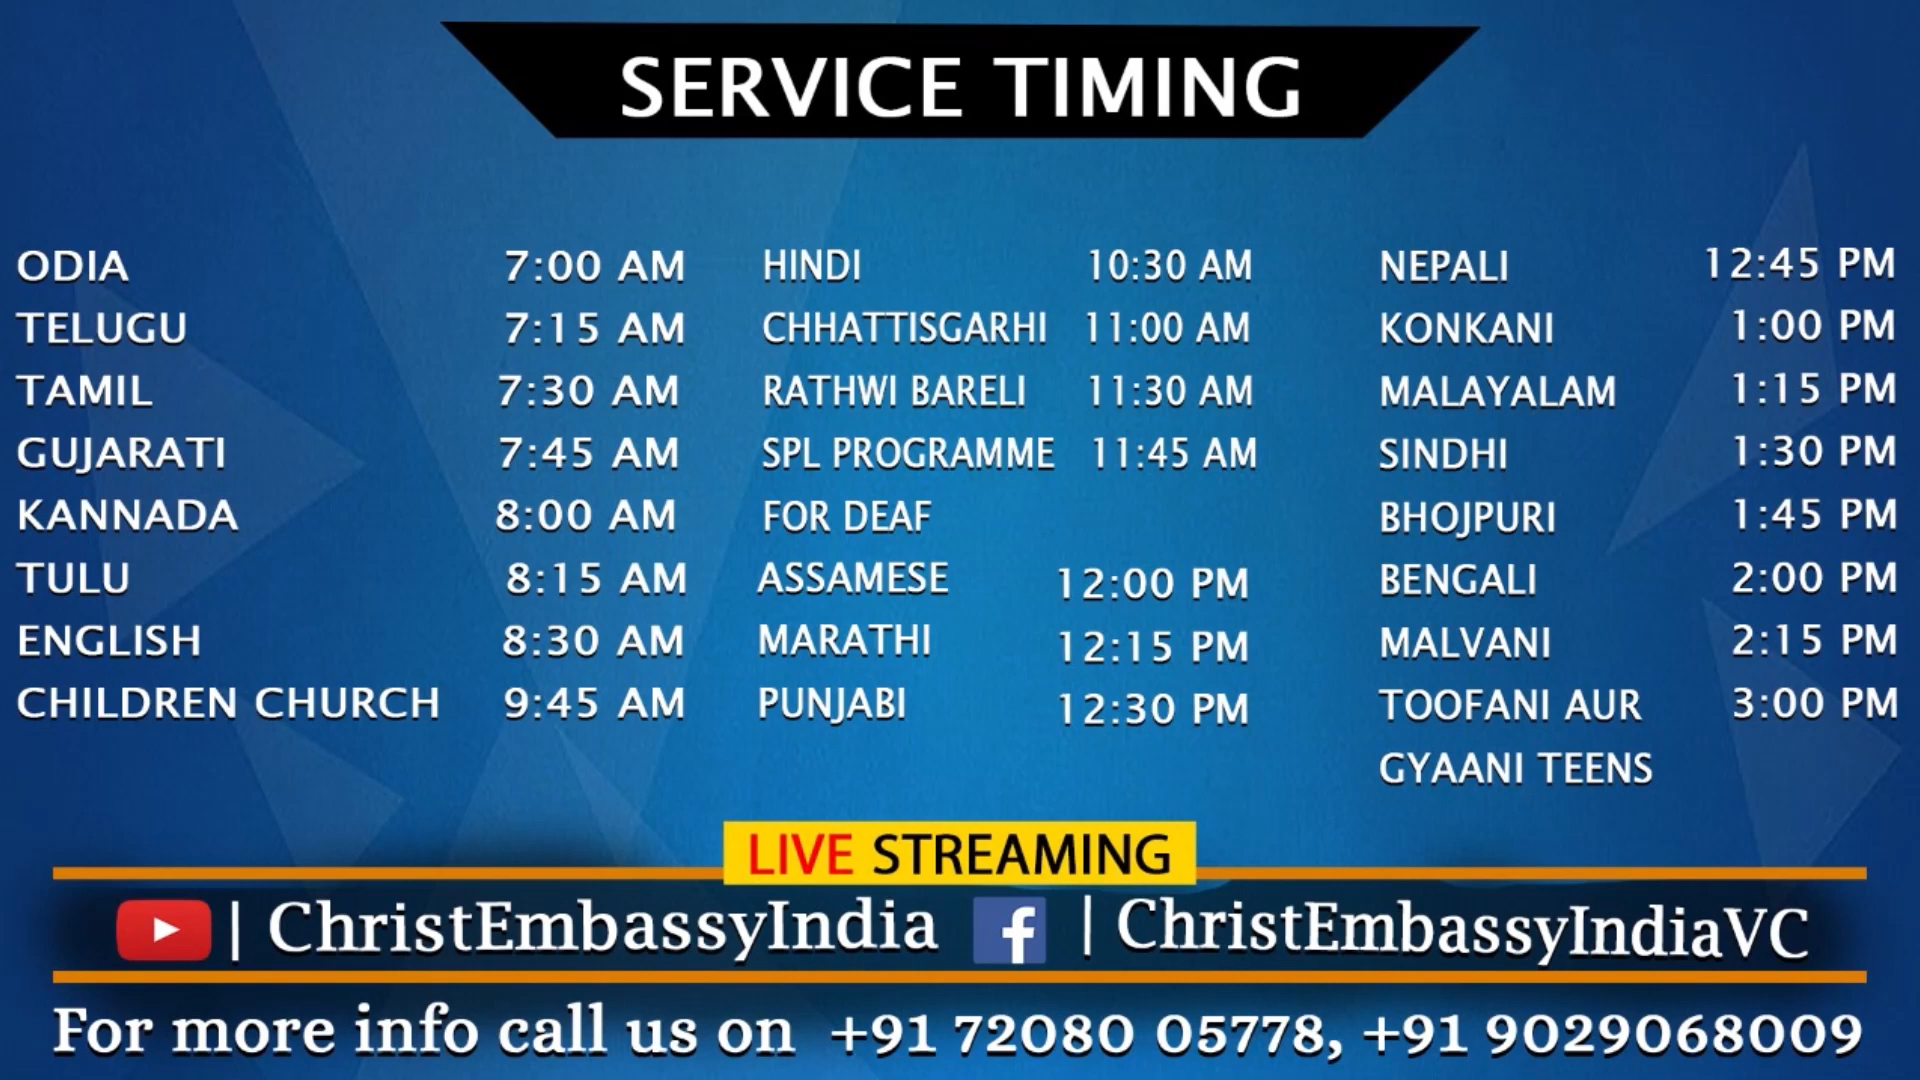 SERVICE TIMING
ODIA 7:00 AM
TELUGU 7:15 AM
TAMIL 7:30 AM
GUJARATI 7:45 AM
KANNADA 8:00 AM
TULU 8:15 AM
ENGLISH 8:30 AM
CHILDREN CHURCH 9:45 AM
HINDI 10:30 AM
CHHATTISGARHI 11:00 AM
RATHWI BARELI 11:30 AM
SPL PROGRAMME 11:45 AM
FOR DEAF
ASSAMESE 12:00 PM
MARATHI 12:15 PM
PUNJABI 12:30 PM
NEPALI 12:45 PM
KONKANI 1:00 PM
MALAYALAM 1:15 PM
SINDHI 1:30 PM
BHOJPURI 1:45 PM
BENGALI 2:00 PM
MALVANI 2:15 PM
TOOFANI AUR 3:00 PM
GYAANI TEENS
LIVE STREAMING
| ChristEmbassyIndia f | ChristEmbassyIndiaVC
For more info call us on +91 72080 05778, +91 9029068009